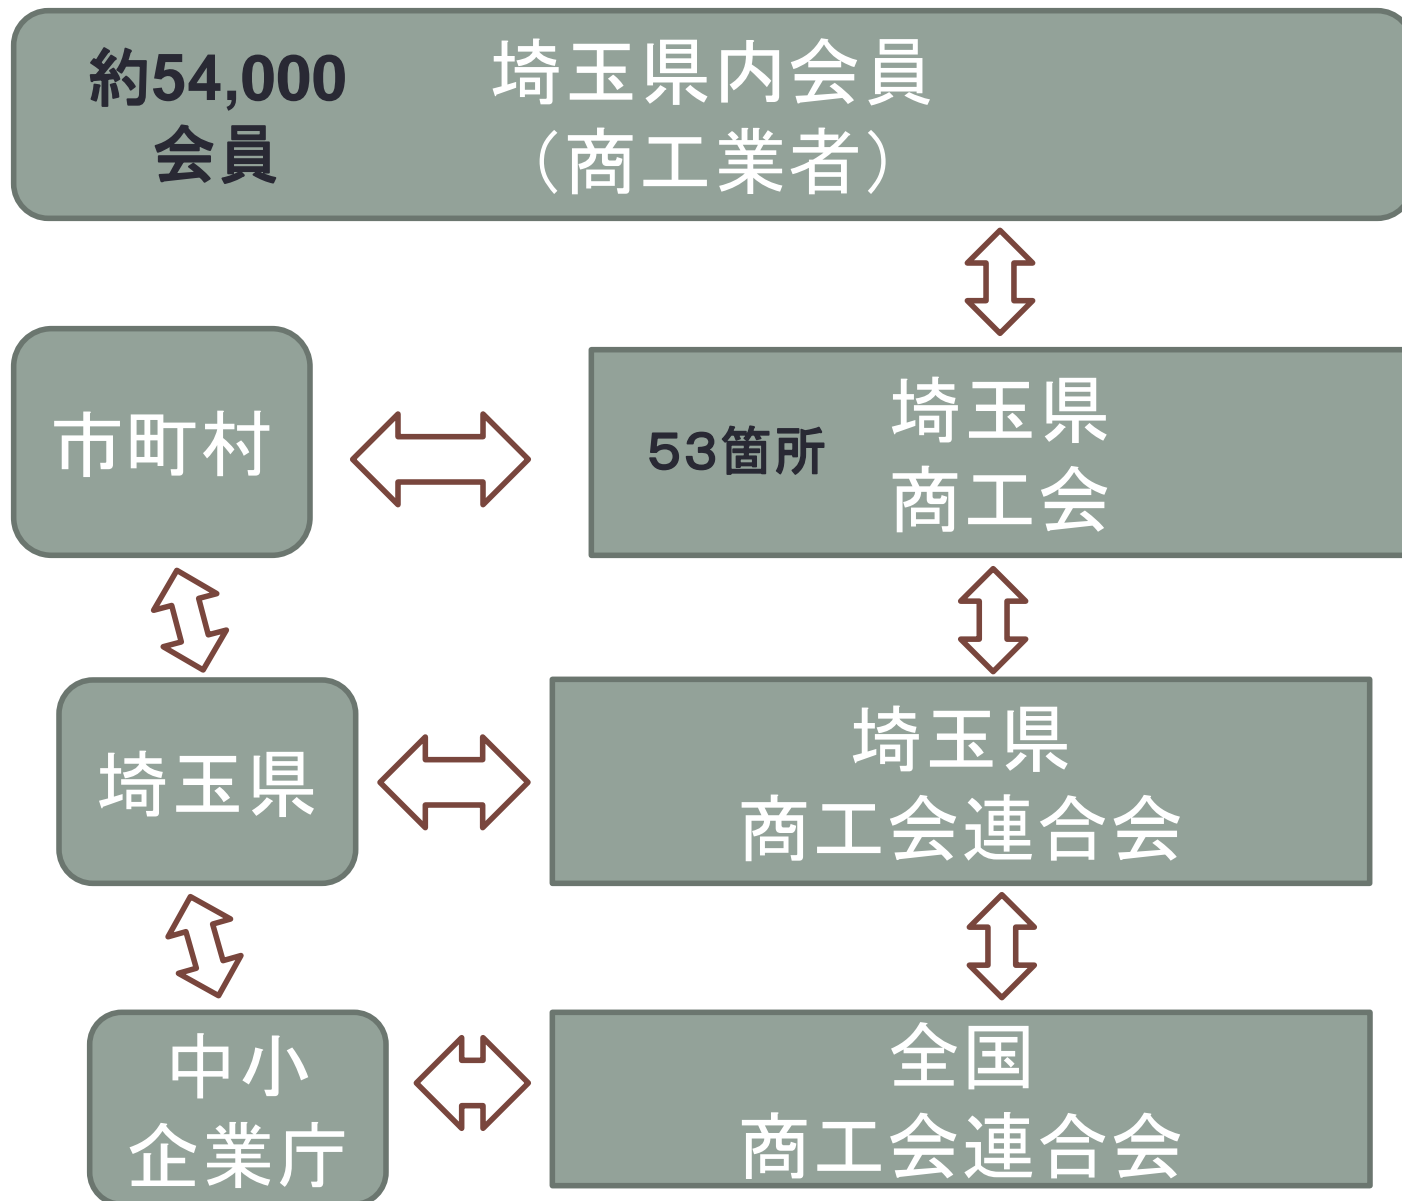 約54,000
会員
埼玉県内会員
（商工業者）
市町村
５３箇所
埼玉県
商工会
埼玉県
埼玉県
商工会連合会
中小
企業庁
全国
商工会連合会